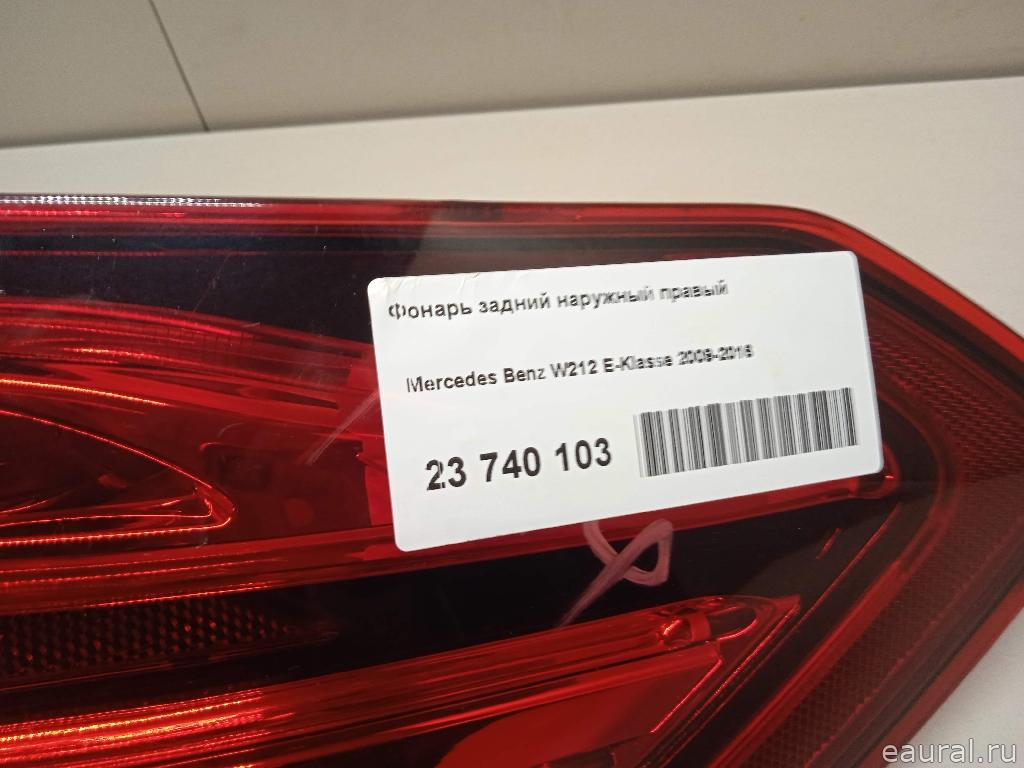 Фонарь задний наружный правый
Mercedes Benz W212 E-Klasse 2009-2016
23 740 103
eaural.ru